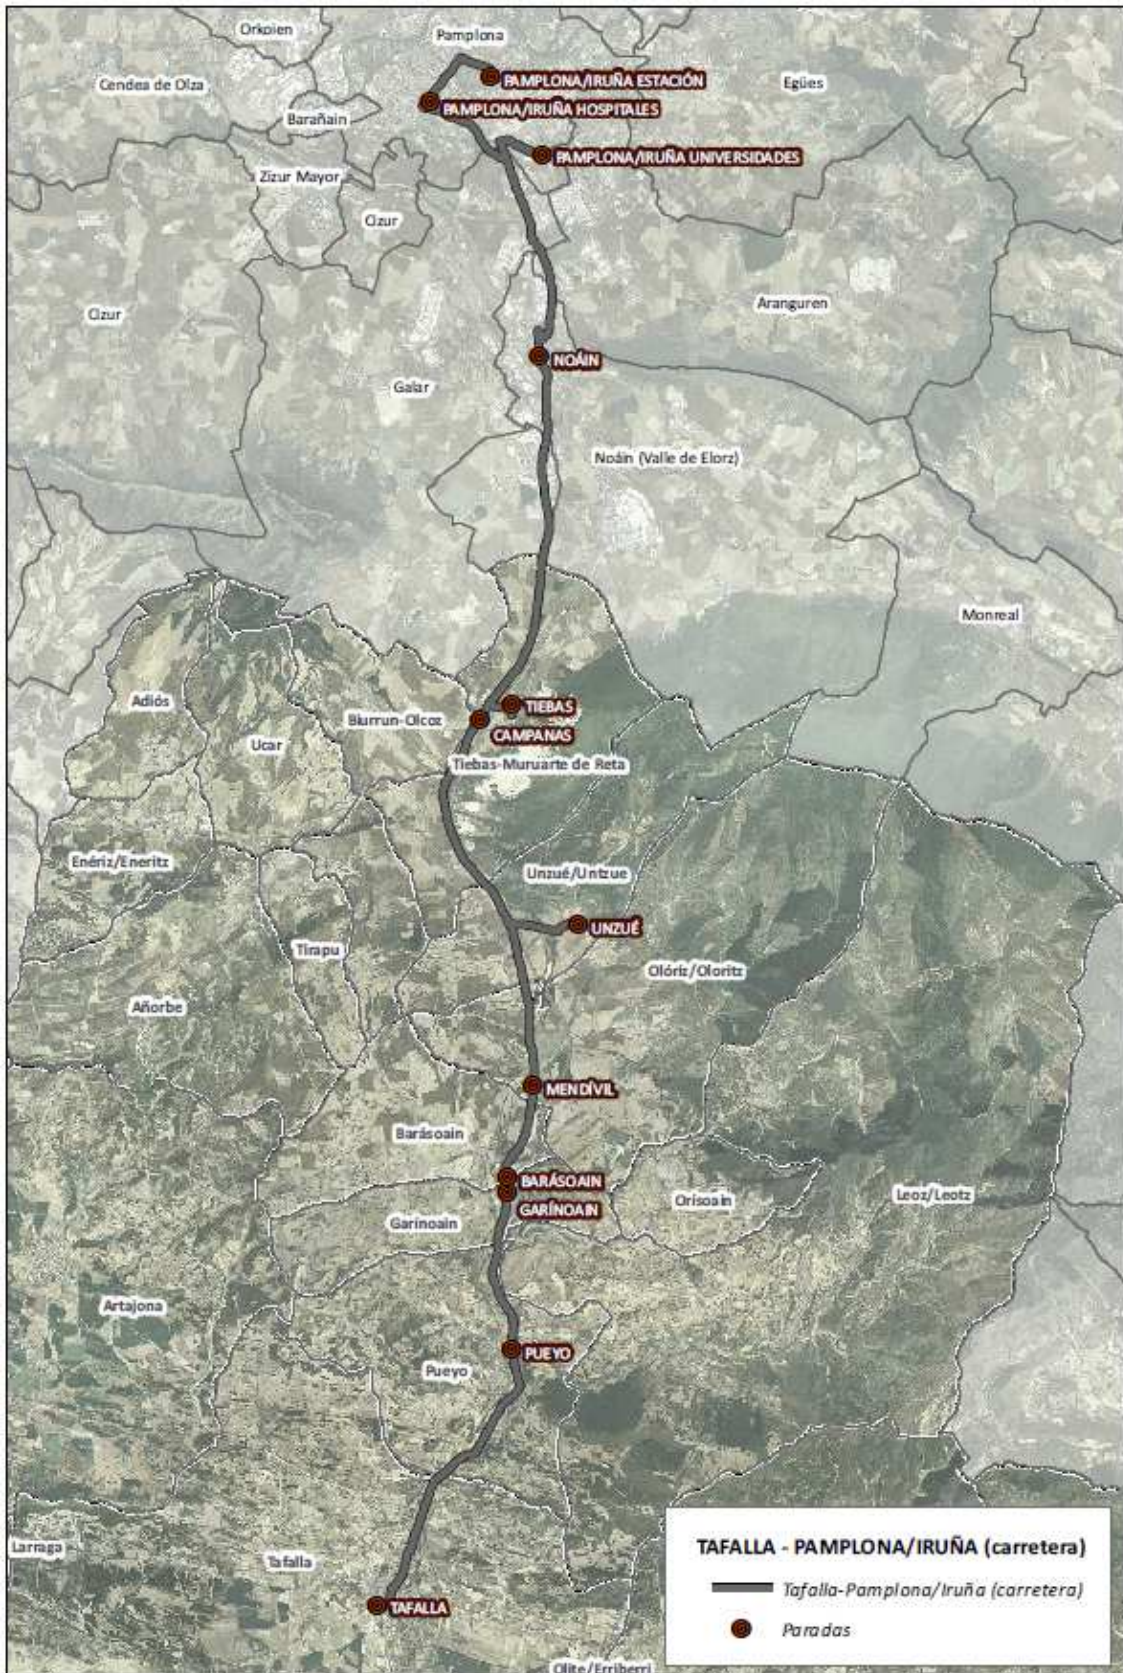 Orkoien
Pamplona
Cendea de Olza
PAMPLONA/IRUÑA ESTACIÓN
Egües
PAMPLONA/IRUÑA HOSPITALES
Barañain
PAMPLONA/IRUÑA UNIVERSIDADES
Zizur Mayor
Cizur
Aranguren
Cizur
NOÁIN
Galar
Noáin (Valle de Elorz)
Monreal
Adiós
TIEBAS
Biurrun-Olcoz
CAMPANAS
Ucar
Tiebas-Muruarte de Reta
Enériz/Eneritz
Unzué/Untzue
UNZUÉ
Tirapu
Olóriz/Oloritz
Añorbe
MENDÍVIL
Barásoain
BARÁSOAIN
Orísoain
Leoz/Leotz
GARÍNOAIN
Garínoain
Artajona
PUEYO
Pueyo
Larraga
Tafalla
TAFALLA
TAFALLA - PAMPLONA/IRUÑA (carretera)
Tafalla-Pamplona/Iruña (carretera)
Paradas
Olite/Erriberri